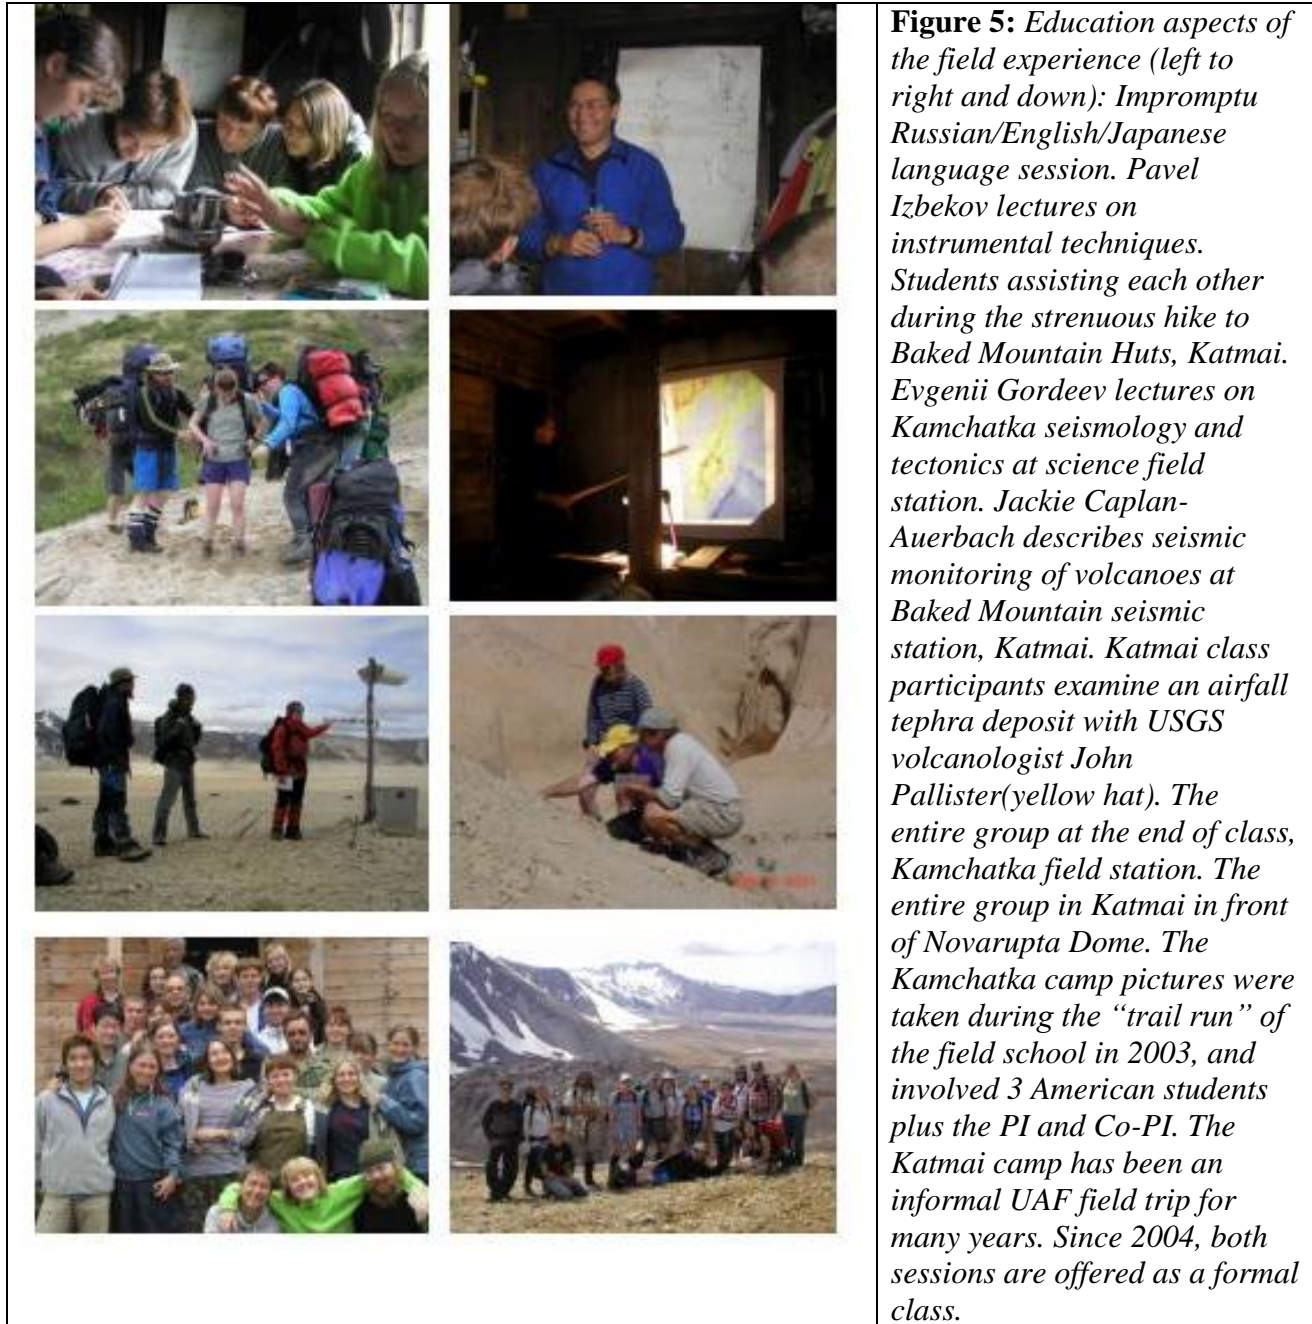 Figure 5: Education aspects of
the field experience (left to
right and down): Impromptu
Russian/English/Japanese
language session. Pavel
Izbekov lectures on
instrumental techniques.
Students assisting each other
during the strenuous hike to
Baked Mountain Huts, Katmai.
Evgenii Gordeev lectures on
Kamchatka seismology and
tectonics at science field
station. Jackie Caplan-
Auerbach describes seismic
monitoring of volcanoes at
Baked Mountain seismic
station, Katmai. Katmai class
participants examine an airfall
tephra deposit with USGS
volcanologist John
Pallister(yellow hat). The
entire group at the end of class,
Kamchatka field station. The
entire group in Katmai in front
of Novarupta Dome. The
Kamchatka camp pictures were
taken during the “trail run” of
the field school in 2003, and
involved 3 American students
plus the PI and Co-PI. The
Katmai camp has been an
informal UAF field trip for
many years. Since 2004, both
sessions are offered as a formal
class.